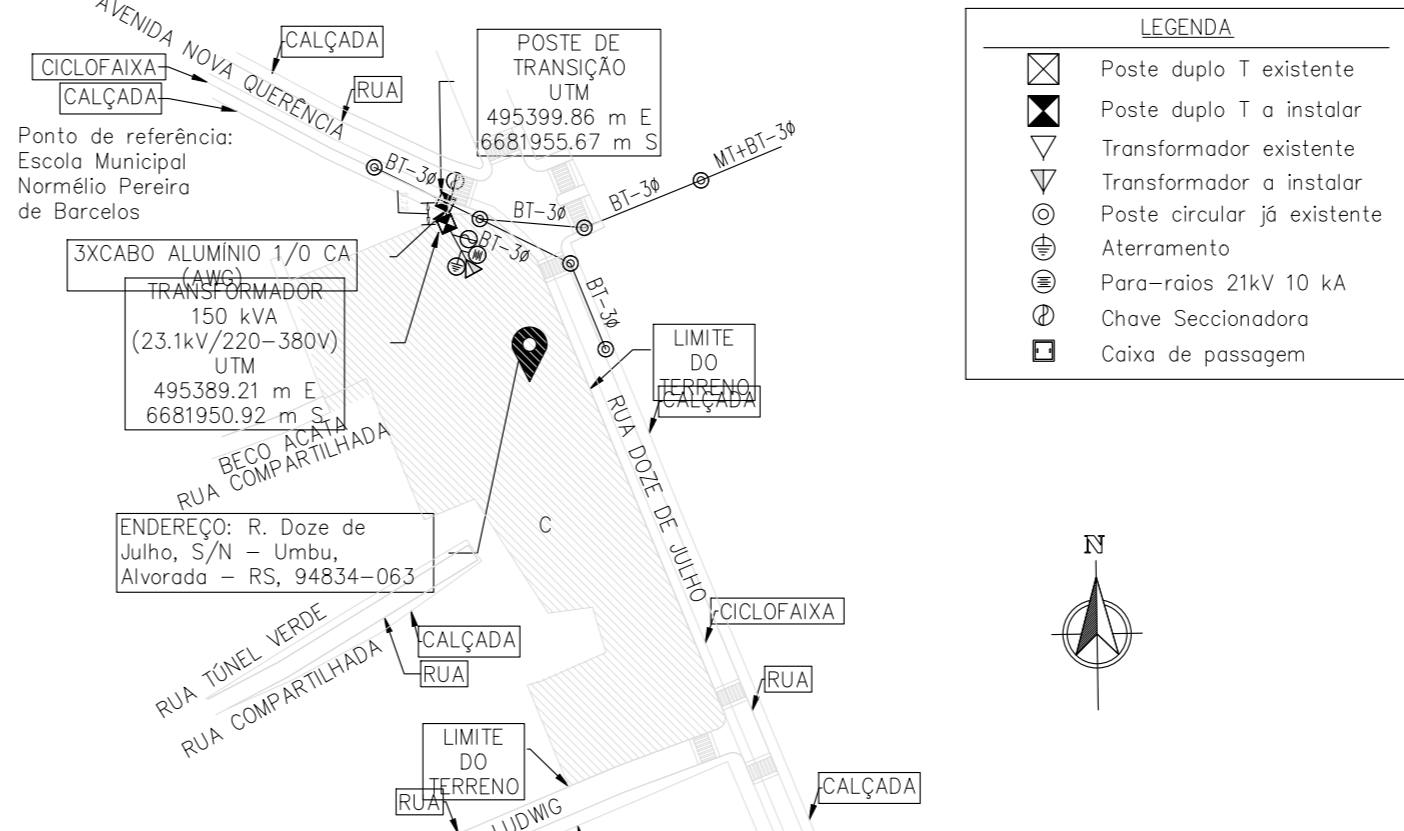 AVENIDA NOVA QUERÊNCIA
CALÇADA
CICLOFAIXA
CALÇADA
RUA
POSTE DE
TRANSIÇÃO
UTM
495399.86 m E
6681955.67 m S
Ponto de referência:
Escola Municipal
Normélio Pereira
de Barcelos
BT-3ø
BT-3ø
BT-3ø
MT+BT-3ø
BT-3ø
BT-3ø
3XCABO ALUMÍNIO 1/0 CA
(AWG)
TRANSFORMADOR
150 kVA
(23.1kV/220-380V)
UTM
495389.21 m E
6681950.92 m S
LIMITE
DO
TERRENO
CALÇADA
BECO ACATA
RUA COMPARTILHADA
RUA DOZE DE JULHO
ENDEREÇO: R. Doze de
Julho, S/N - Umbu,
Alvorada - RS, 94834-063
C
CICLOFAIXA
RUA TÚNEL VERDE
RUA COMPARTILHADA
CALÇADA
RUA
RUA
LIMITE
DO
TERRENO
RUA
LUDWIG
CALÇADA
LEGENDA
Poste duplo T existente
Poste duplo T a instalar
Transformador existente
Transformador a instalar
Poste circular já existente
Aterramento
Para-raios 21kV 10 kA
Chave Seccionadora
Caixa de passagem
N